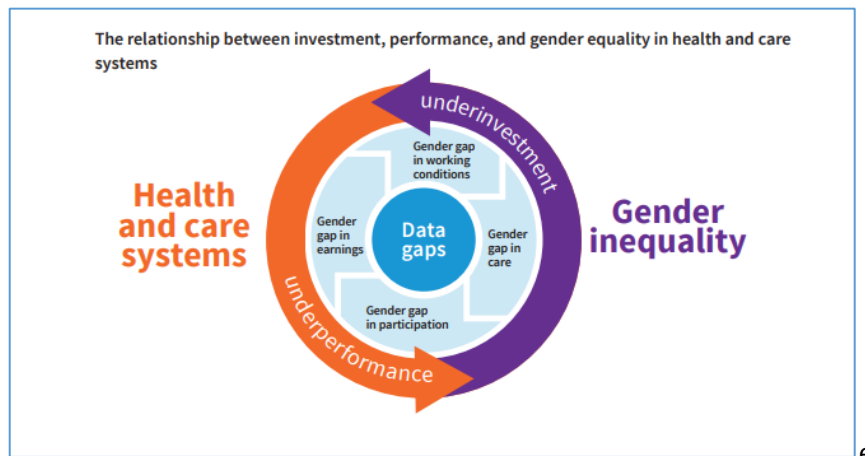 The relationship between investment, performance, and gender equality in health and care
systems
underinvestment
Gender gap
in working
conditions
Health
and care
systems
Gender
gap in
earnings
Data
gaps
Gender
gap in
care
Gender
inequality
Gender gap
in participation
underperformance